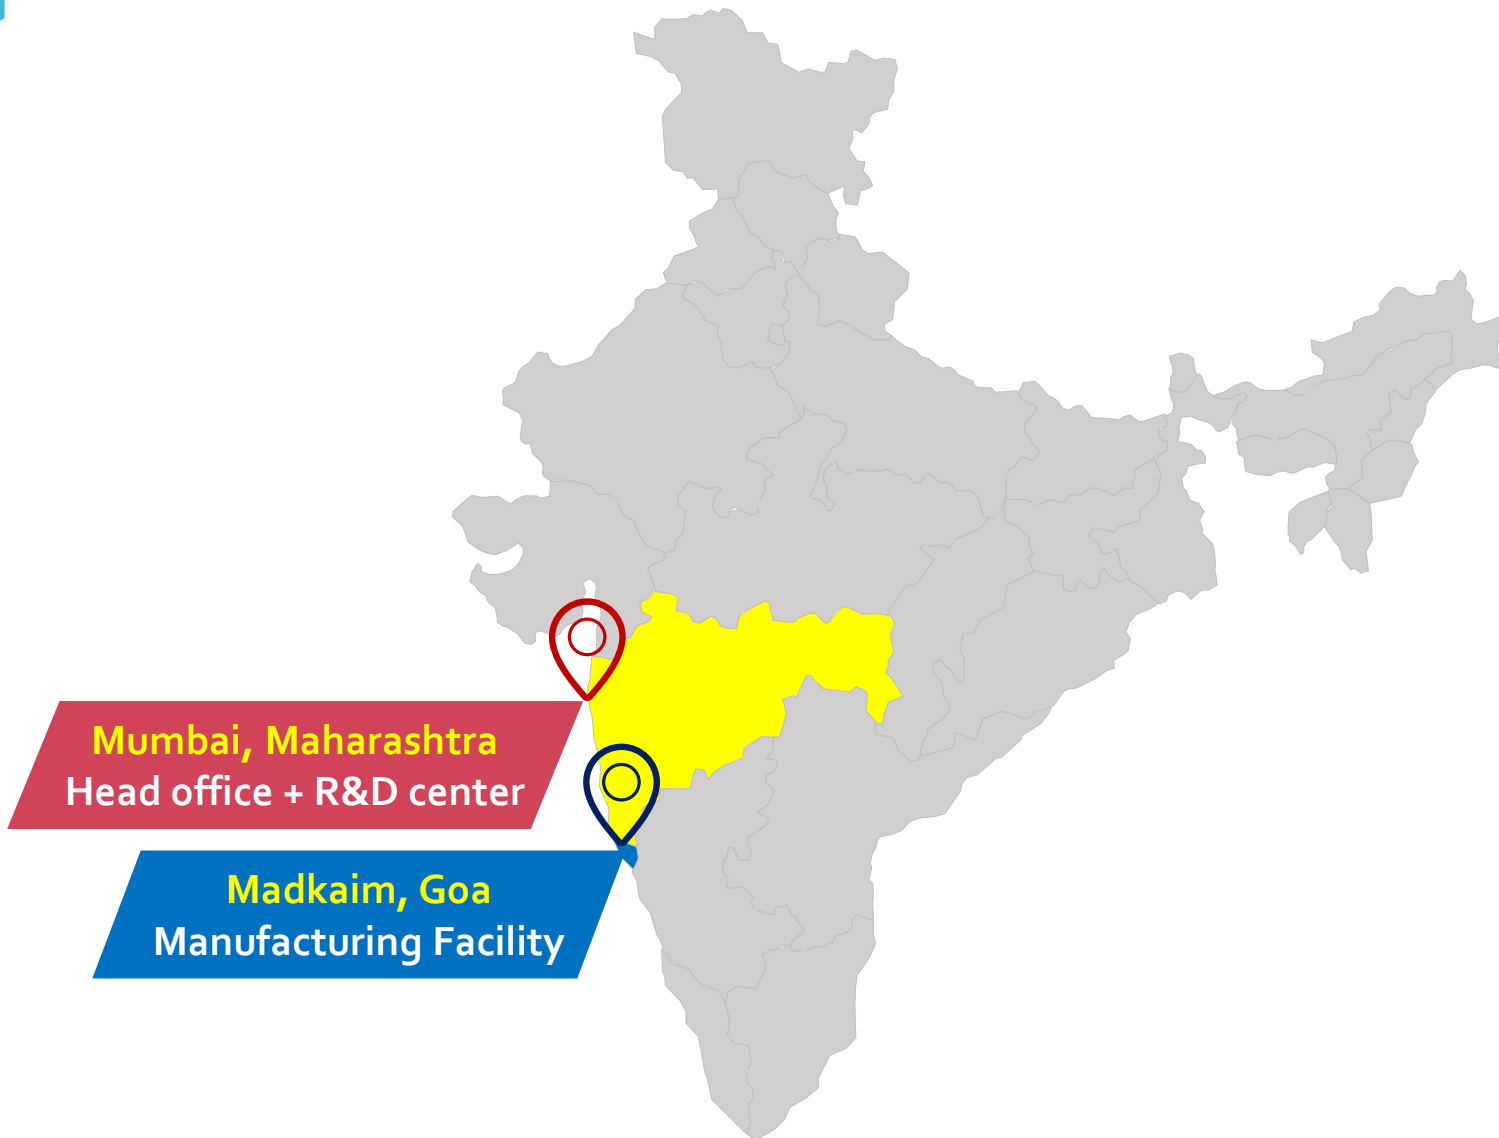 Mumbai, Maharashtra
Head office + R&D center
Madkaim, Goa
Manufacturing Facility